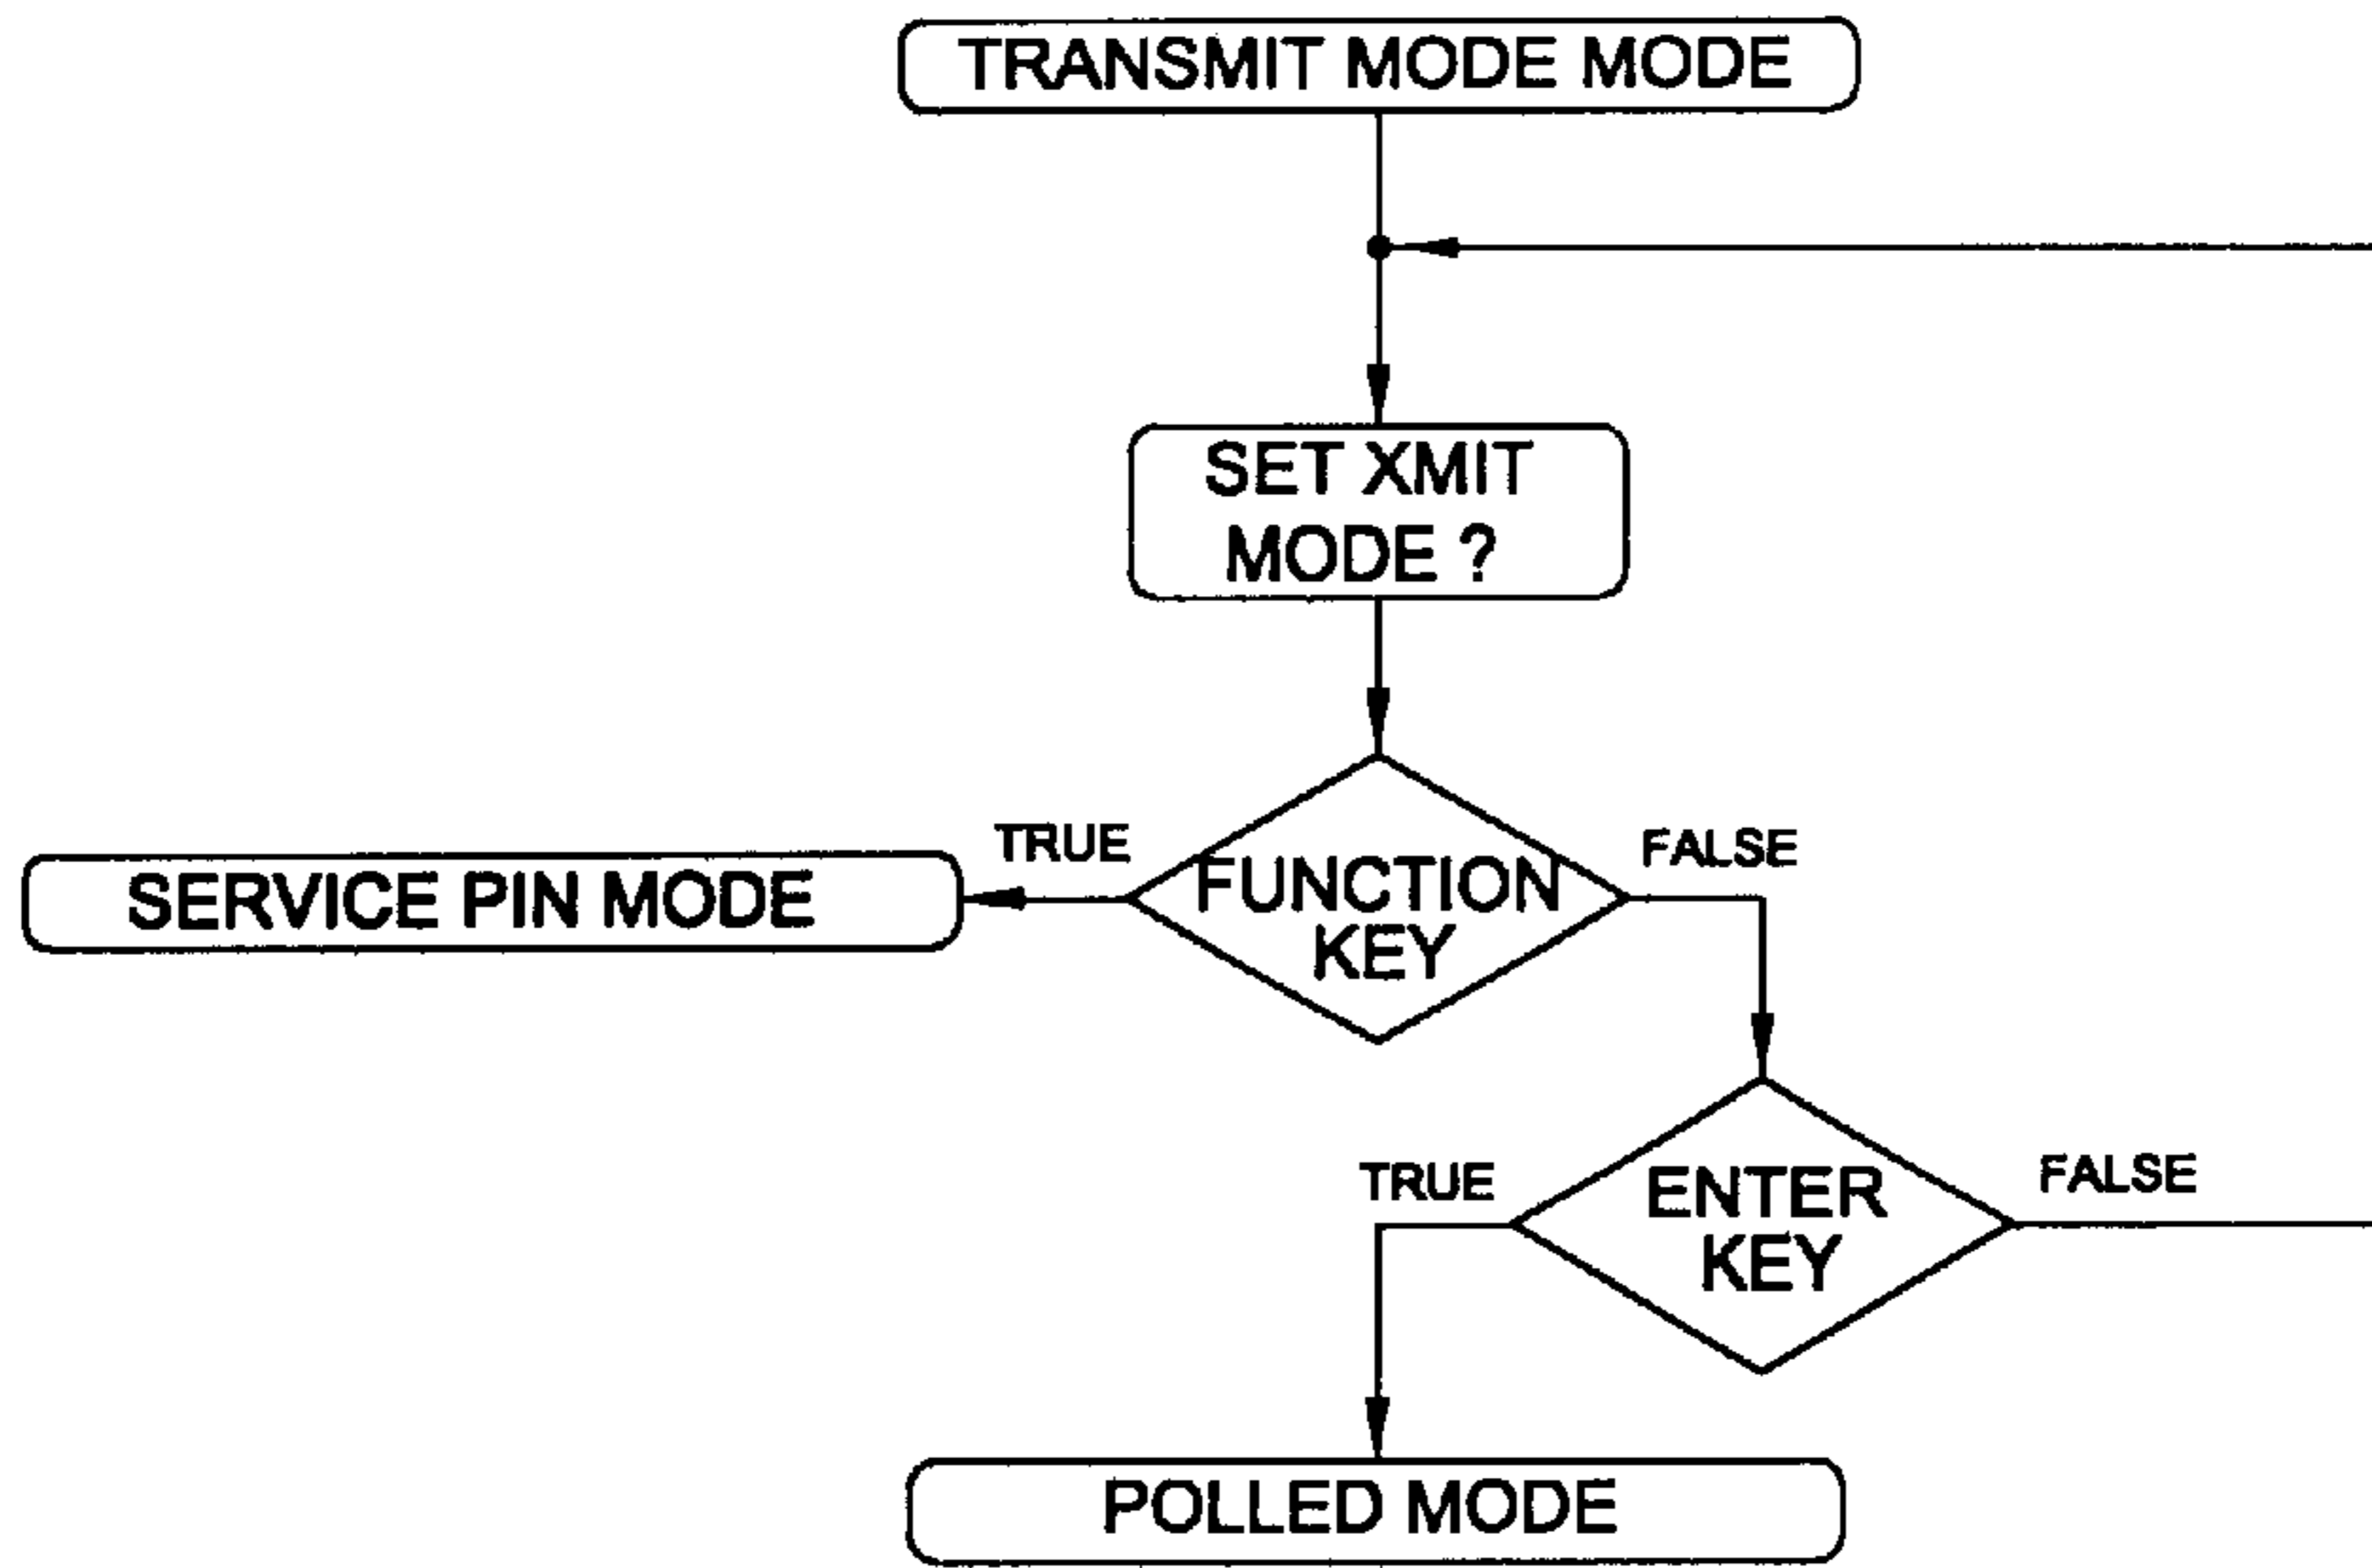 TRANSMIT MODE MODE
SET XMIT
MODE ?
TRUE
FALSE
SERVICE PIN MODE
FUNCTION
KEY
TRUE
FALSE
ENTER
KEY
POLLED MODE